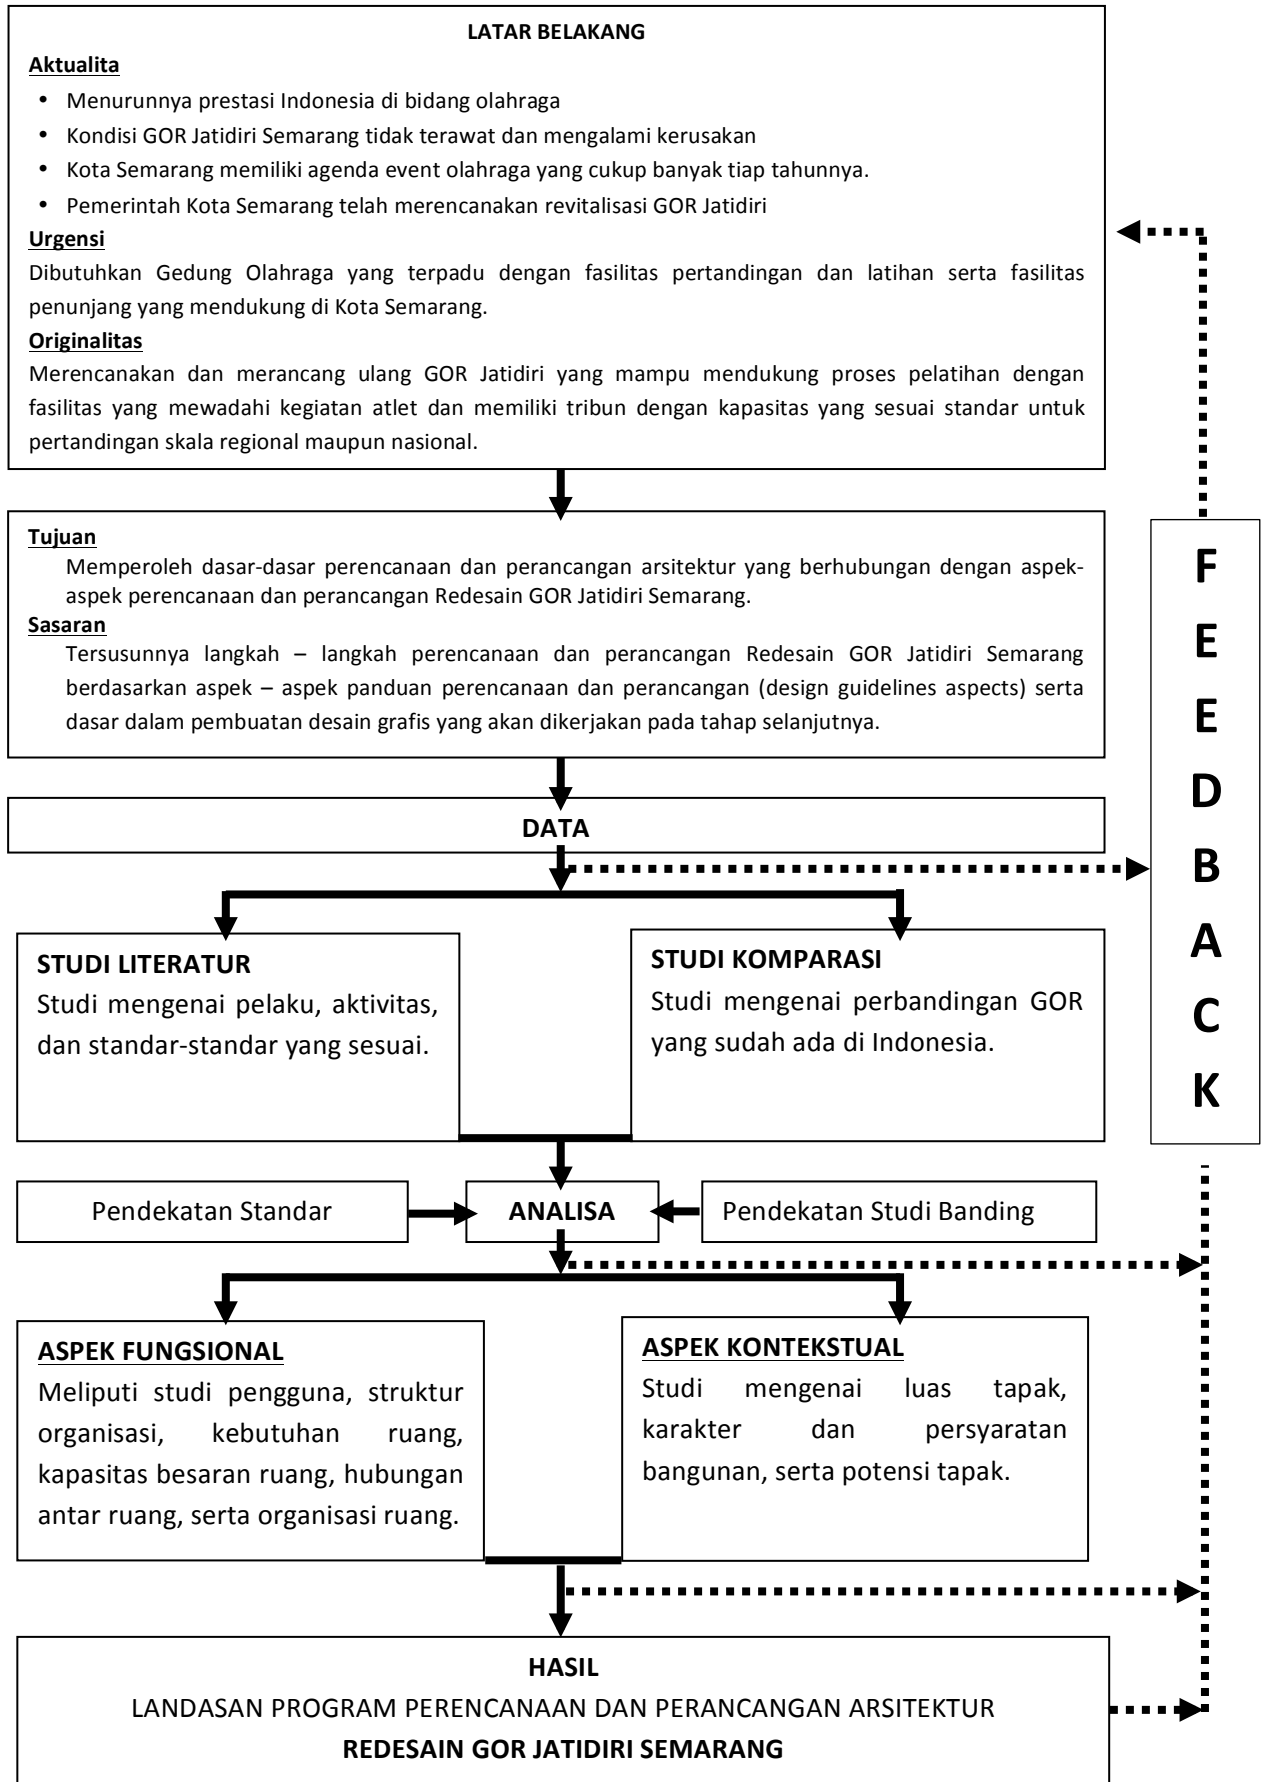 LATAR BELAKANG
Aktualita
• Menurunnya prestasi Indonesia di bidang olahraga
• Kondisi GOR Jatidiri Semarang tidak terawat dan mengalami kerusakan
• Kota Semarang memiliki agenda event olahraga yang cukup banyak tiap tahunnya.
• Pemerintah Kota Semarang telah merencanakan revitalisasi GOR Jatidiri
Urgensi
Dibutuhkan Gedung Olahraga yang terpadu dengan fasilitas pertandingan dan latihan serta fasilitas
penunjang yang mendukung di Kota Semarang.
Originalitas
Merencanakan dan merancang ulang GOR Jatidiri yang mampu mendukung proses pelatihan dengan
fasilitas yang mewadahi kegiatan atlet dan memiliki tribun dengan kapasitas yang sesuai standar untuk
pertandingan skala regional maupun nasional.
Tujuan
Memperoleh dasar-dasar perencanaan dan perancangan arsitektur yang berhubungan dengan aspek-
aspek perencanaan dan perancangan Redesain GOR Jatidiri Semarang.
Sasaran
Tersusunnya langkah – langkah perencanaan dan perancangan Redesain GOR Jatidiri Semarang
berdasarkan aspek – aspek panduan perencanaan dan perancangan (design guidelines aspects) serta
dasar dalam pembuatan desain grafis yang akan dikerjakan pada tahap selanjutnya.
DATA
STUDI LITERATUR
Studi mengenai pelaku, aktivitas,
dan standar-standar yang sesuai.
STUDI KOMPARASI
Studi mengenai perbandingan GOR
yang sudah ada di Indonesia.
Pendekatan Standar
ANALISA
Pendekatan Studi Banding
ASPEK FUNGSIONAL
Meliputi studi pengguna, struktur
organisasi, kebutuhan ruang,
kapasitas besaran ruang, hubungan
antar ruang, serta organisasi ruang.
ASPEK KONTEKSTUAL
Studi mengenai luas tapak,
karakter dan persyaratan
bangunan, serta potensi tapak.
HASIL
LANDASAN PROGRAM PERENCANAAN DAN PERANCANGAN ARSITEKTUR
REDESAIN GOR JATIDIRI SEMARANG
F
E
E
D
B
A
C
K